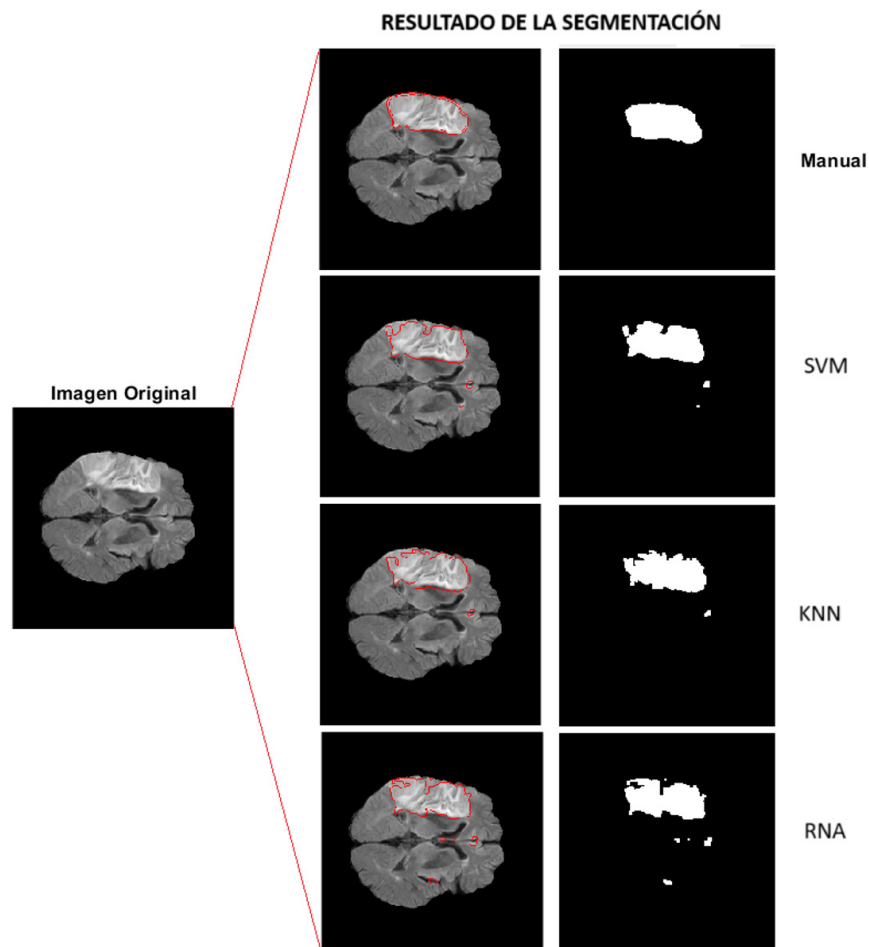 RESULTADO DE LA SEGMENTACIÓN
Manual
SVM
Imagen Original
KNN
RNA